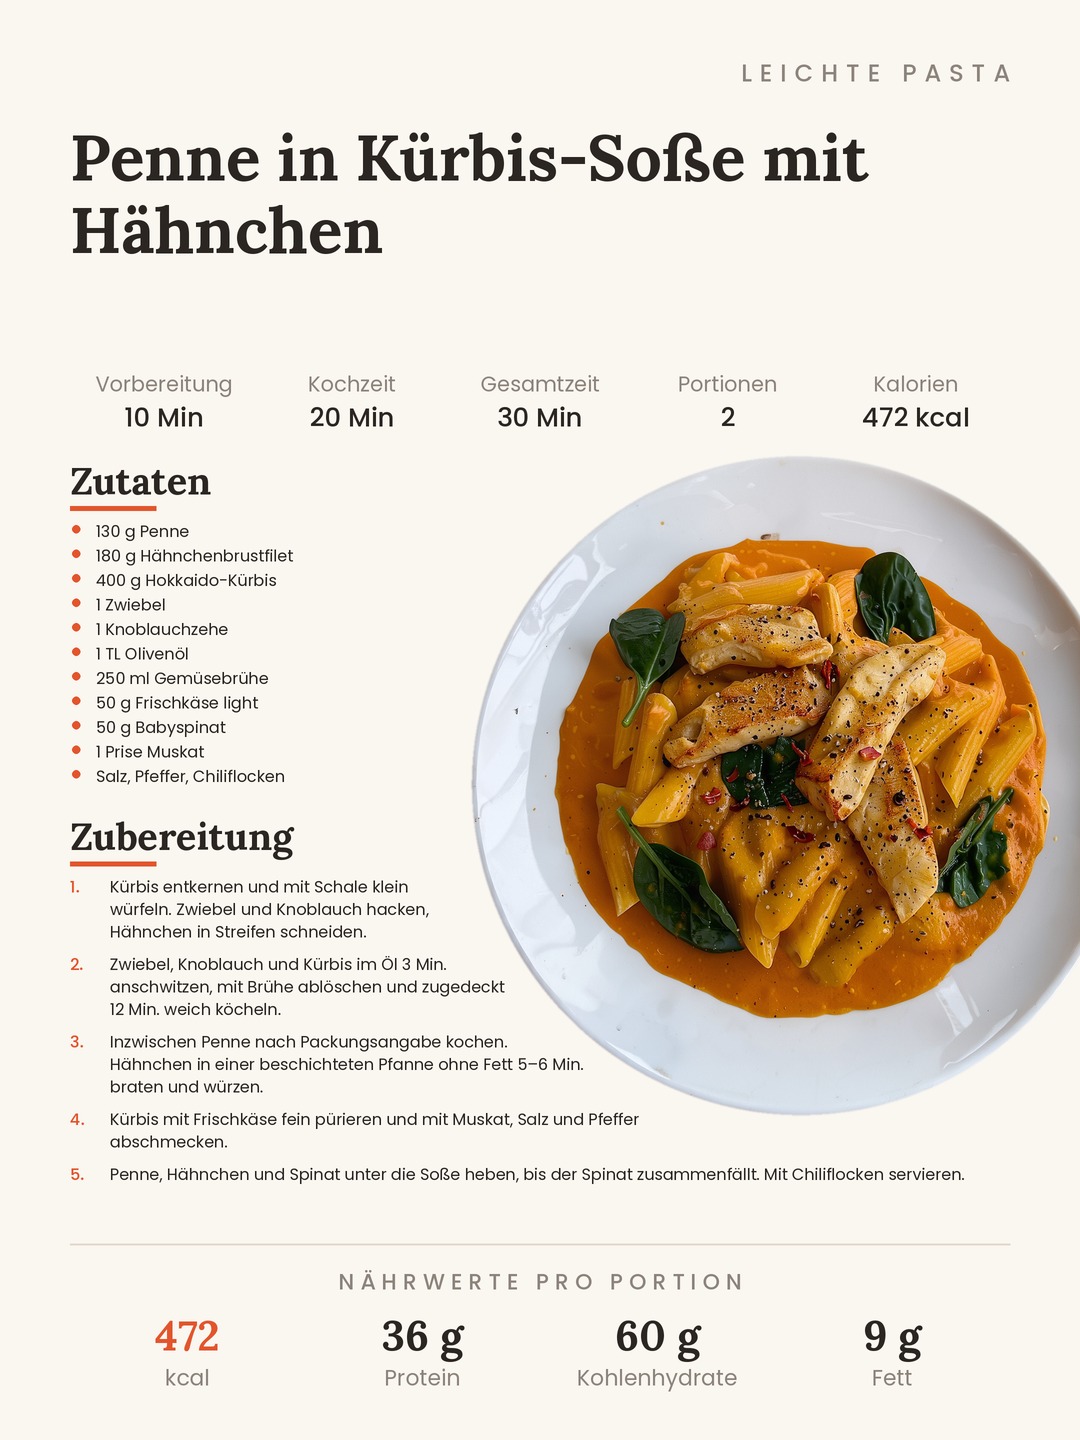 LEICHTE PASTA
Penne in Kürbis-Soße mit
Hähnchen
Vorbereitung
10 Min
Kochzeit
20 Min
Gesamtzeit
30 Min
Portionen
2
Kalorien
472 kcal
Zutaten
130 g Penne
180 g Hähnchenbrustfilet
400 g Hokkaido-Kürbis
1 Zwiebel
1 Knoblauchzehe
1 TL Olivenöl
250 ml Gemüsebrühe
50 g Frischkäse light
50 g Babyspinat
1 Prise Muskat
Salz, Pfeffer, Chiliflocken
Zubereitung
1. Kürbis entkernen und mit Schale klein
würfeln. Zwiebel und Knoblauch hacken,
Hähnchen in Streifen schneiden.
2. Zwiebel, Knoblauch und Kürbis im Öl 3 Min.
anschwitzen, mit Brühe ablöschen und zugedeckt
12 Min. weich köcheln.
3. Inzwischen Penne nach Packungsangabe kochen.
Hähnchen in einer beschichteten Pfanne ohne Fett 5–6 Min.
braten und würzen.
4. Kürbis mit Frischkäse fein pürieren und mit Muskat, Salz und Pfeffer
abschmecken.
5. Penne, Hähnchen und Spinat unter die Soße heben, bis der Spinat zusammenfällt. Mit Chiliflocken servieren.
NÄHRWERTE PRO PORTION
472
kcal
36 g
Protein
60 g
Kohlenhydrate
9 g
Fett